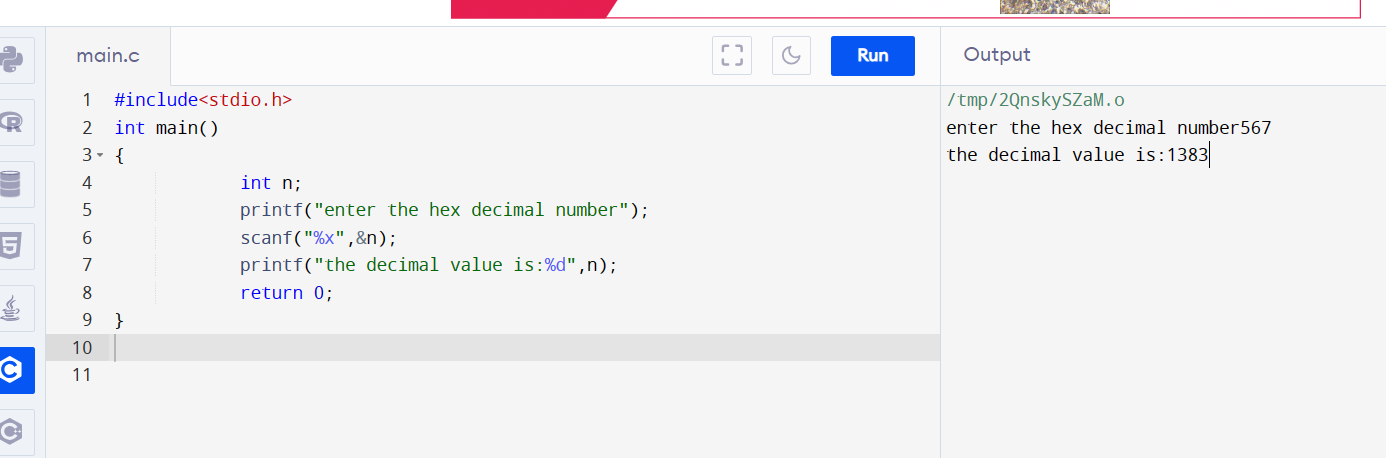 main.c
Run
Output
1 #include<stdio.h>
2 int main()
3 {
4 int n;
5 printf("enter the hex decimal number");
6 scanf("%x",&n);
7 printf("the decimal value is:%d",n);
8 return 0;
9 }
10
11
/tmp/2QnskySZaM.o
enter the hex decimal number567
the decimal value is:1383
R
5
C
C